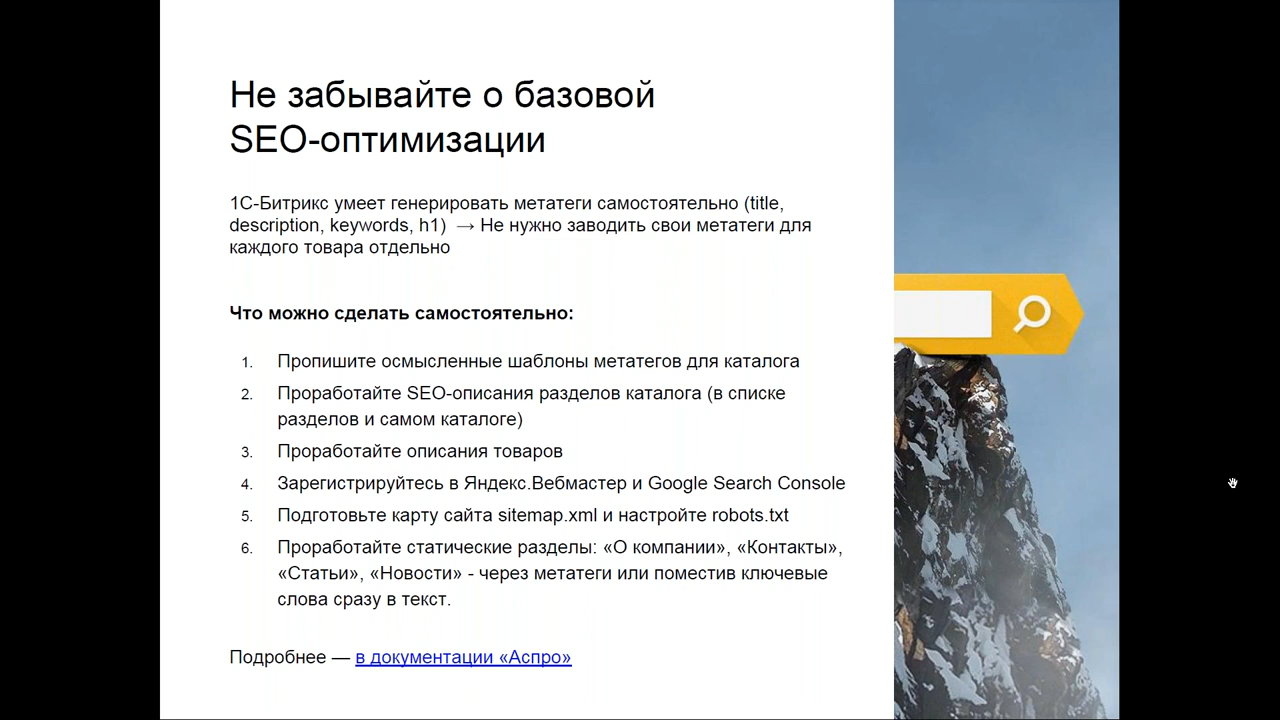 Не забывайте о базовой
SEO-оптимизации
1С-Битрикс умеет генерировать метатеги самостоятельно (title,
description, keywords, h1) → Не нужно заводить свои метатеги для
каждого товара отдельно
Что можно сделать самостоятельно:
1. Пропишите осмысленные шаблоны метатегов для каталога
2. Проработайте SEO-описания разделов каталога (в списке
разделов и самом каталоге)
3. Проработайте описания товаров
4. Зарегистрируйтесь в Яндекс.Вебмастер и Google Search Console
5. Подготовьте карту сайта sitemap.xml и настройте robots.txt
6. Проработайте статические разделы: «О компании», «Контакты»,
«Статьи», «Новости» - через метатеги или поместив ключевые
слова сразу в текст.
Подробнее — в документации «Аспро»